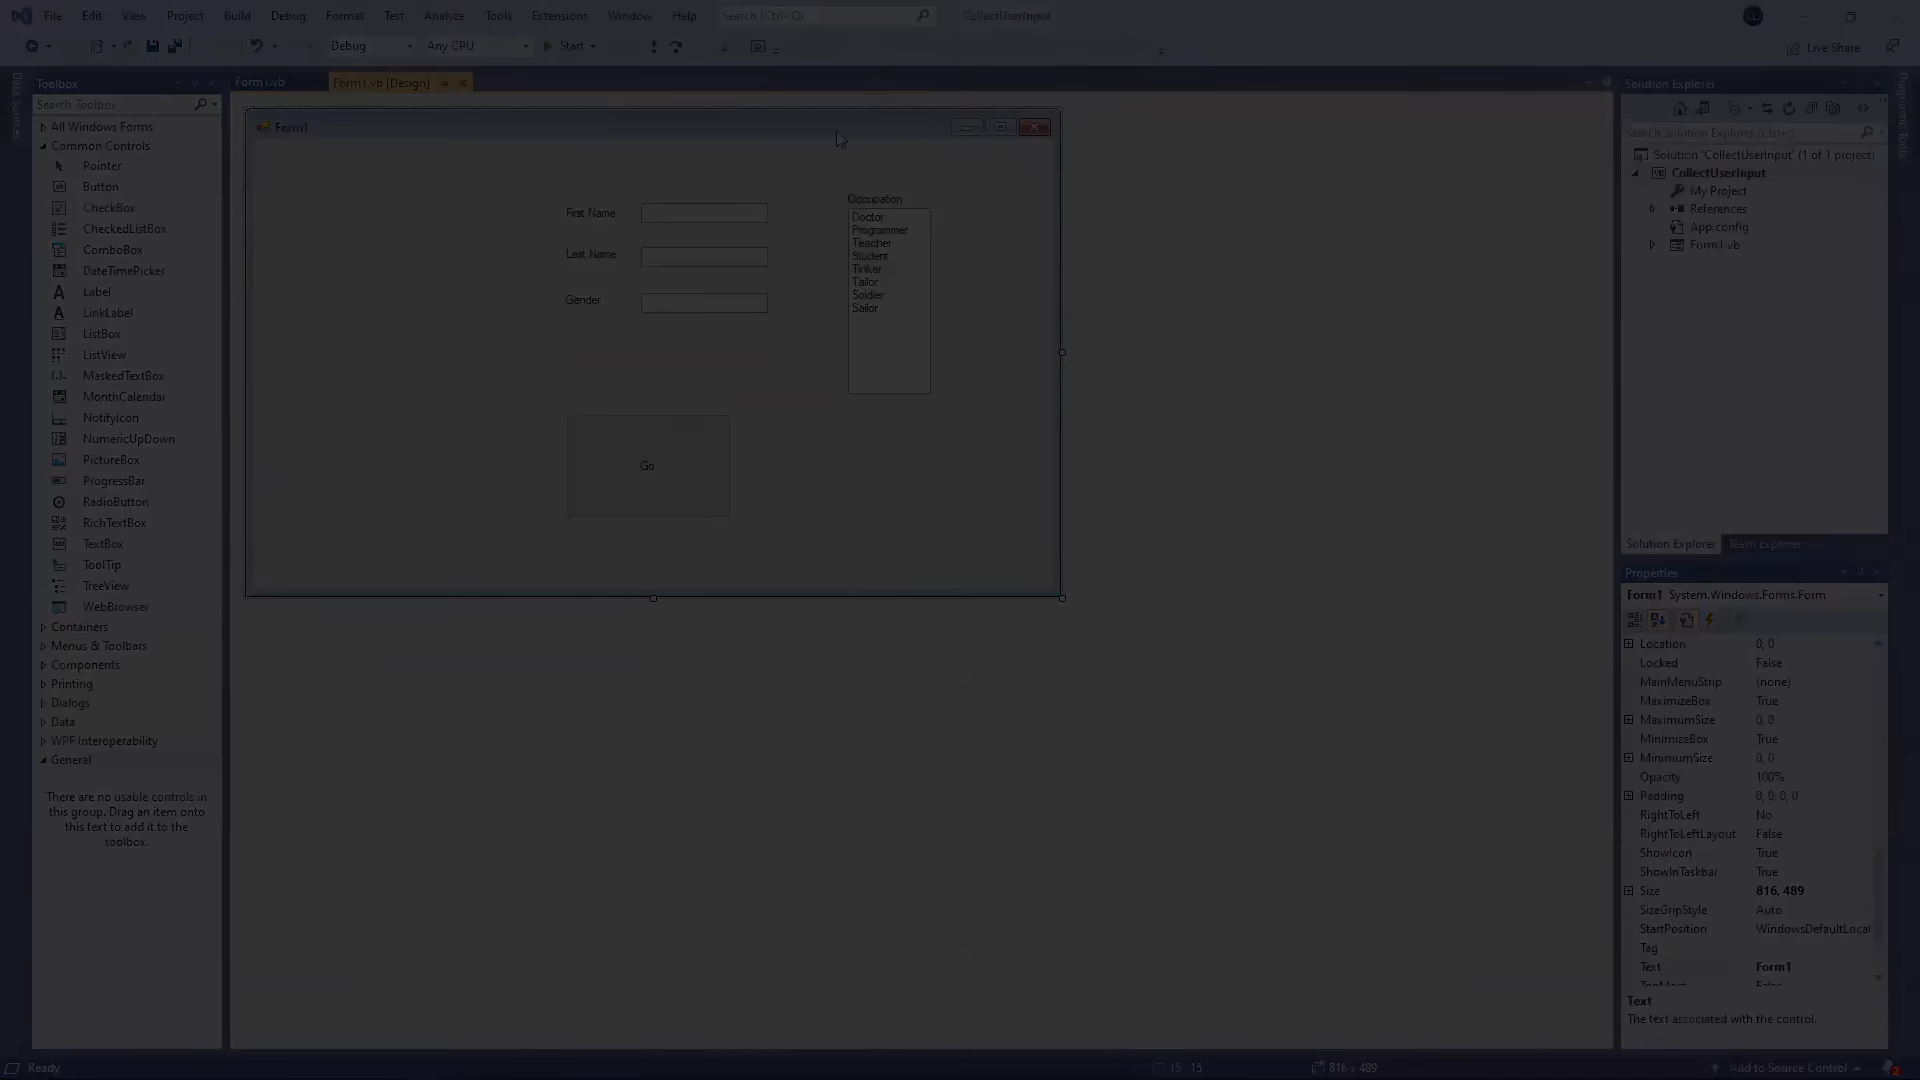 File Edit View Project Build Debug Format Test Analyze Tools Extensions Window Help Search (Ctrl+Q) CollectUserInput
Debug Any CPU Start Live Share
Data Sources
Toolbox
Search Toolbox
All Windows Forms
Common Controls
Pointer
Button
CheckBox
CheckedListBox
ComboBox
DateTimePicker
Label
LinkLabel
ListBox
ListView
MaskedTextBox
MonthCalendar
NotifyIcon
NumericUpDown
PictureBox
ProgressBar
RadioButton
RichTextBox
TextBox
ToolTip
TreeView
WebBrowser
Containers
Menus & Toolbars
Components
Printing
Dialogs
Data
WPF Interoperability
General
There are no usable controls in
this group. Drag an item onto
this text to add it to the
toolbox.
Form1.vb Form1.vb [Design]
Form1
First Name
Last Name
Gender
Occupation
Doctor
Programmer
Teacher
Student
Tinker
Tailor
Soldier
Sailor
Go
Solution Explorer
Search Solution Explorer (Ctrl+;)
Solution 'CollectUserInput' (1 of 1 project)
CollectUserInput
My Project
References
App.config
Form1.vb
Solution Explorer Team Explorer
Diagnostic Tools
Properties
Form1 System.Windows.Forms.Form
Location 0, 0
Locked False
MainMenuStrip (none)
MaximizeBox True
MaximumSize 0, 0
MinimizeBox True
MinimumSize 0, 0
Opacity 100%
Padding 0, 0, 0, 0
RightToLeft No
RightToLeftLayout False
ShowIcon True
ShowInTaskbar True
Size 816, 489
SizeGripStyle Auto
StartPosition WindowsDefaultLocat
Tag
Text Form1
Text
The text associated with the control.
Ready 15 , 15 816 x 489 Add to Source Control 2